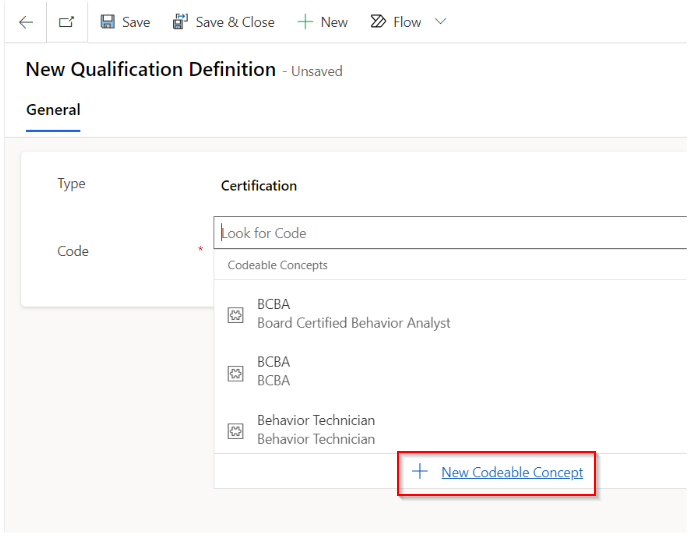 Save Save & Close New Flow
New Qualification Definition - Unsaved
General
Type Certification
Look for Code
Code *
Codeable Concepts
BCBA
Board Certified Behavior Analyst
BCBA
BCBA
Behavior Technician
Behavior Technician
New Codeable Concept